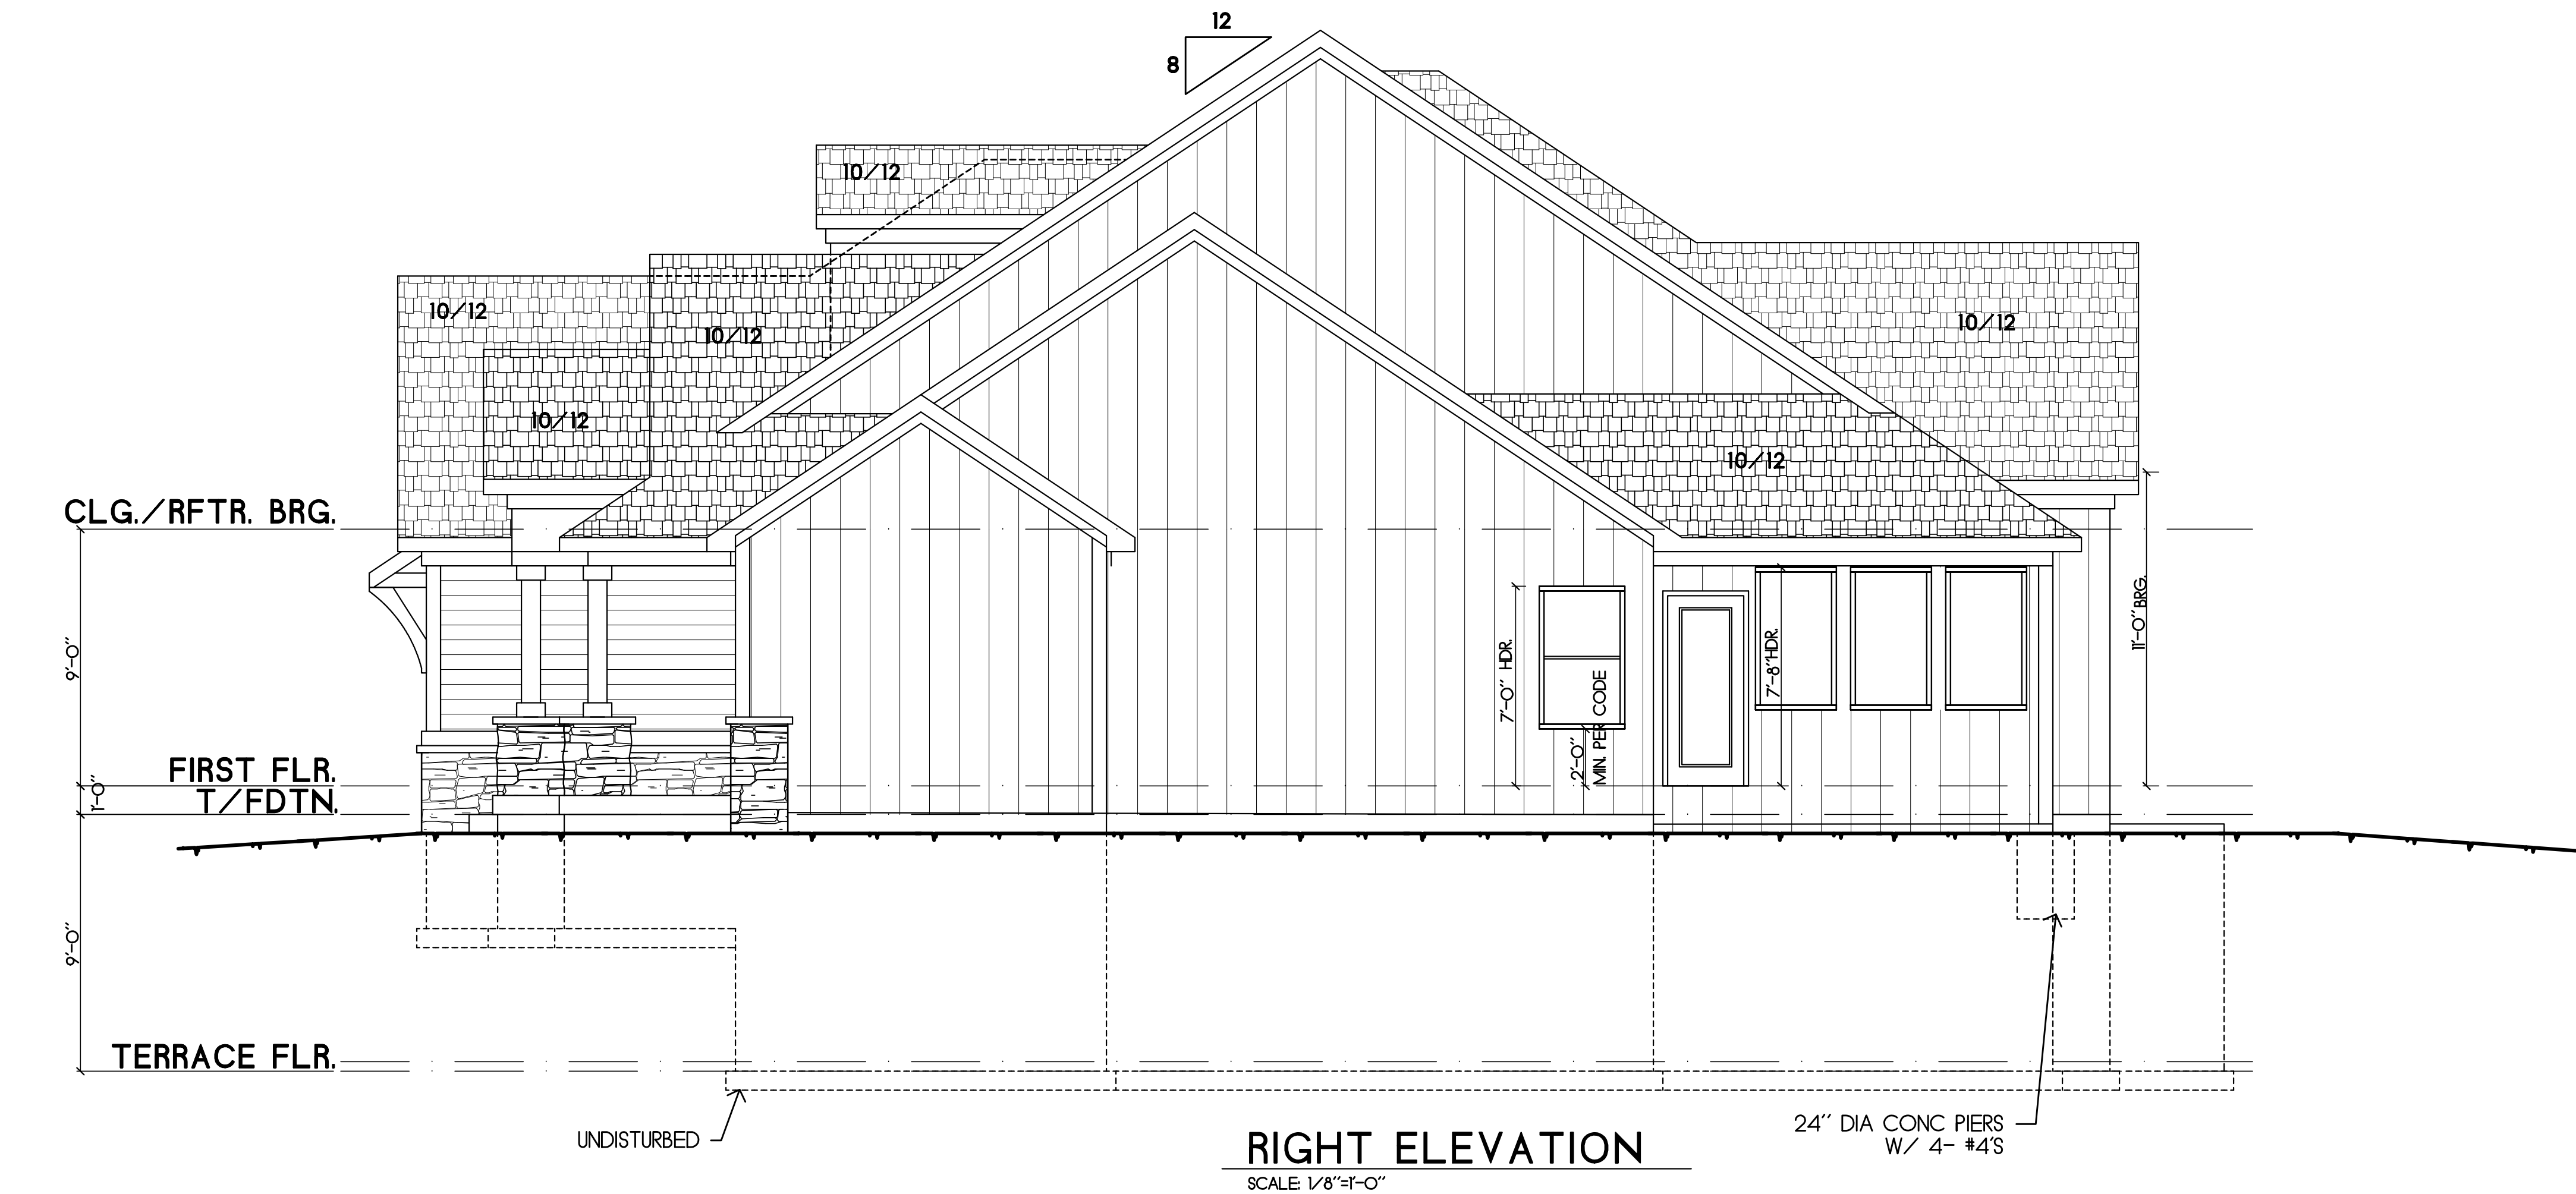 12
8
10/12
10/12
10/12
10/12
10/12
10/12
CLG./RFTR. BRG.
9'-0"
FIRST FLR.
T/FDTN.
1'-0"
7'-0" HDR.
2'-0"
MIN. PER CODE
7'-8" HDR.
11'-0" BRG.
9'-0"
TERRACE FLR.
UNDISTURBED
24" DIA CONC PIERS
W/ 4- #4'S
RIGHT ELEVATION
SCALE: 1/8"=1'-0"